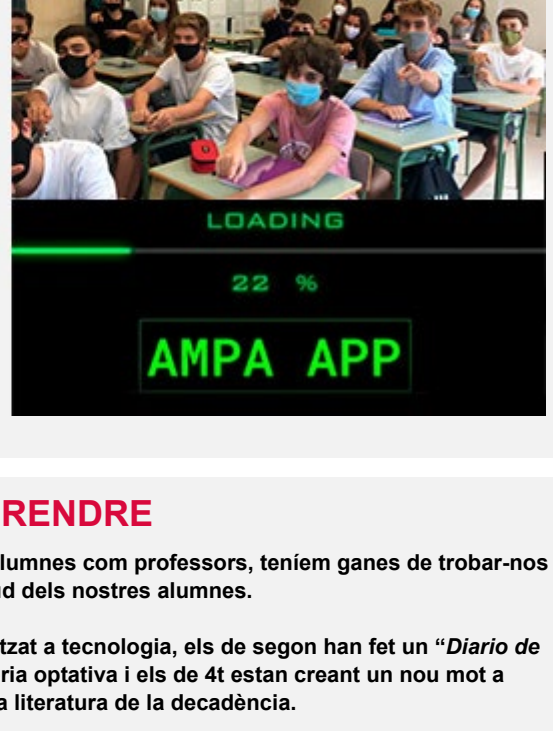 LOADING
22 %
AMPA APP
RENDRE
lumnes com professors, teníem ganes de trobar-nos
d dels nostres alumnes.
tzat a tecnologia, els de segon han fet un “Diario de
ria optativa i els de 4t estan creant un nou mot a
a literatura de la decadència.